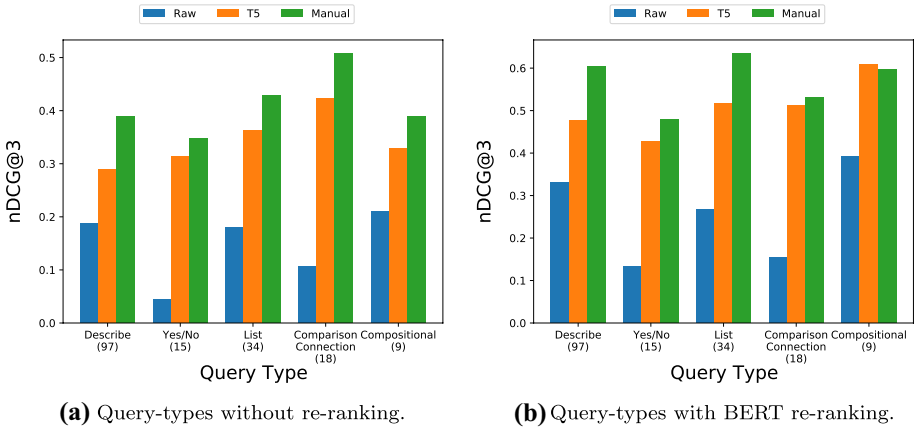 Raw T5 Manual
nDCG@3
0.5
0.4
0.3
0.2
0.1
0.0
Describe (97)
Yes/No (15)
List (34)
Comparison Connection (18)
Compositional (9)
Query Type
(a) Query-types without re-ranking.
Raw T5 Manual
nDCG@3
0.6
0.5
0.4
0.3
0.2
0.1
0.0
Describe (97)
Yes/No (15)
List (34)
Comparison Connection (18)
Compositional (9)
Query Type
(b) Query-types with BERT re-ranking.